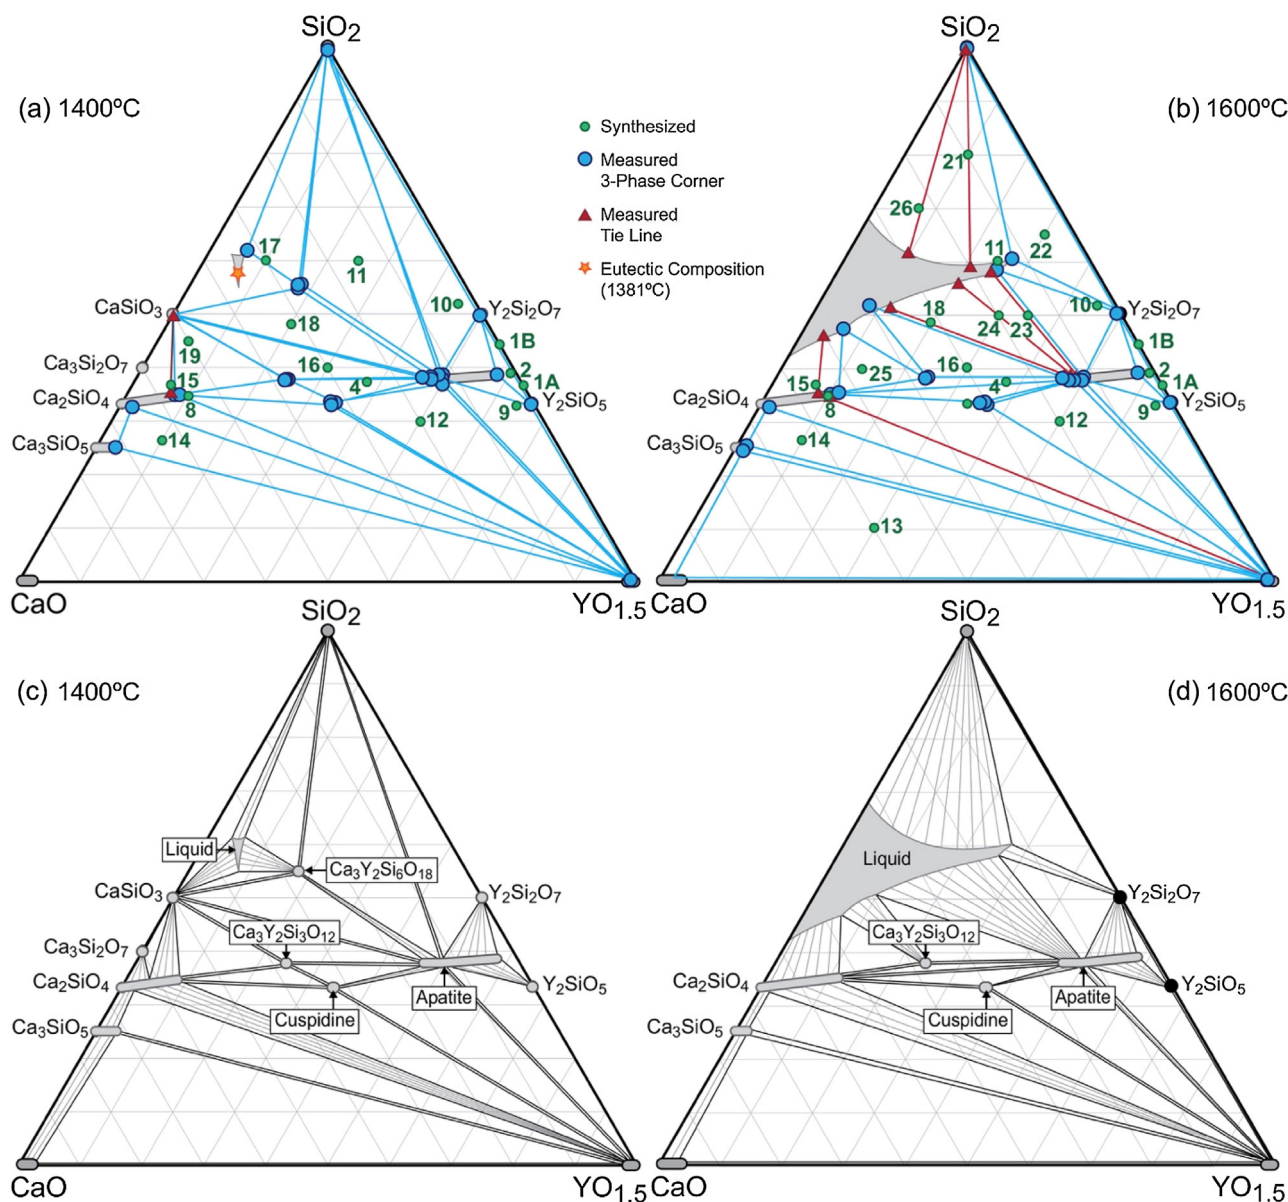 SiO2
(a) 1400ºC
17
11
CaSiO3
10
Y2Si2O7
18
19
1B
Ca3Si2O7
16
15
4
2
1A
Ca2SiO4
8
9
Y2SiO5
12
Ca3SiO5
14
CaO
YO1.5
Synthesized
Measured
3-Phase Corner
Measured
Tie Line
Eutectic Composition
(1381ºC)
SiO2
(b) 1600ºC
21
26
22
11
10
Y2Si2O7
18
24
23
1B
16
25
15
4
2
1A
Ca2SiO4
8
9
Y2SiO5
12
Ca3SiO5
14
13
CaO
YO1.5
SiO2
(c) 1400ºC
Liquid
Ca3Y2Si6O18
CaSiO3
Y2Si2O7
Ca3Y2Si3O12
Ca3Si2O7
Ca2SiO4
Y2SiO5
Apatite
Cuspidine
Ca3SiO5
CaO
YO1.5
SiO2
(d) 1600ºC
Liquid
Y2Si2O7
Ca3Y2Si3O12
Ca2SiO4
Y2SiO5
Apatite
Cuspidine
Ca3SiO5
CaO
YO1.5